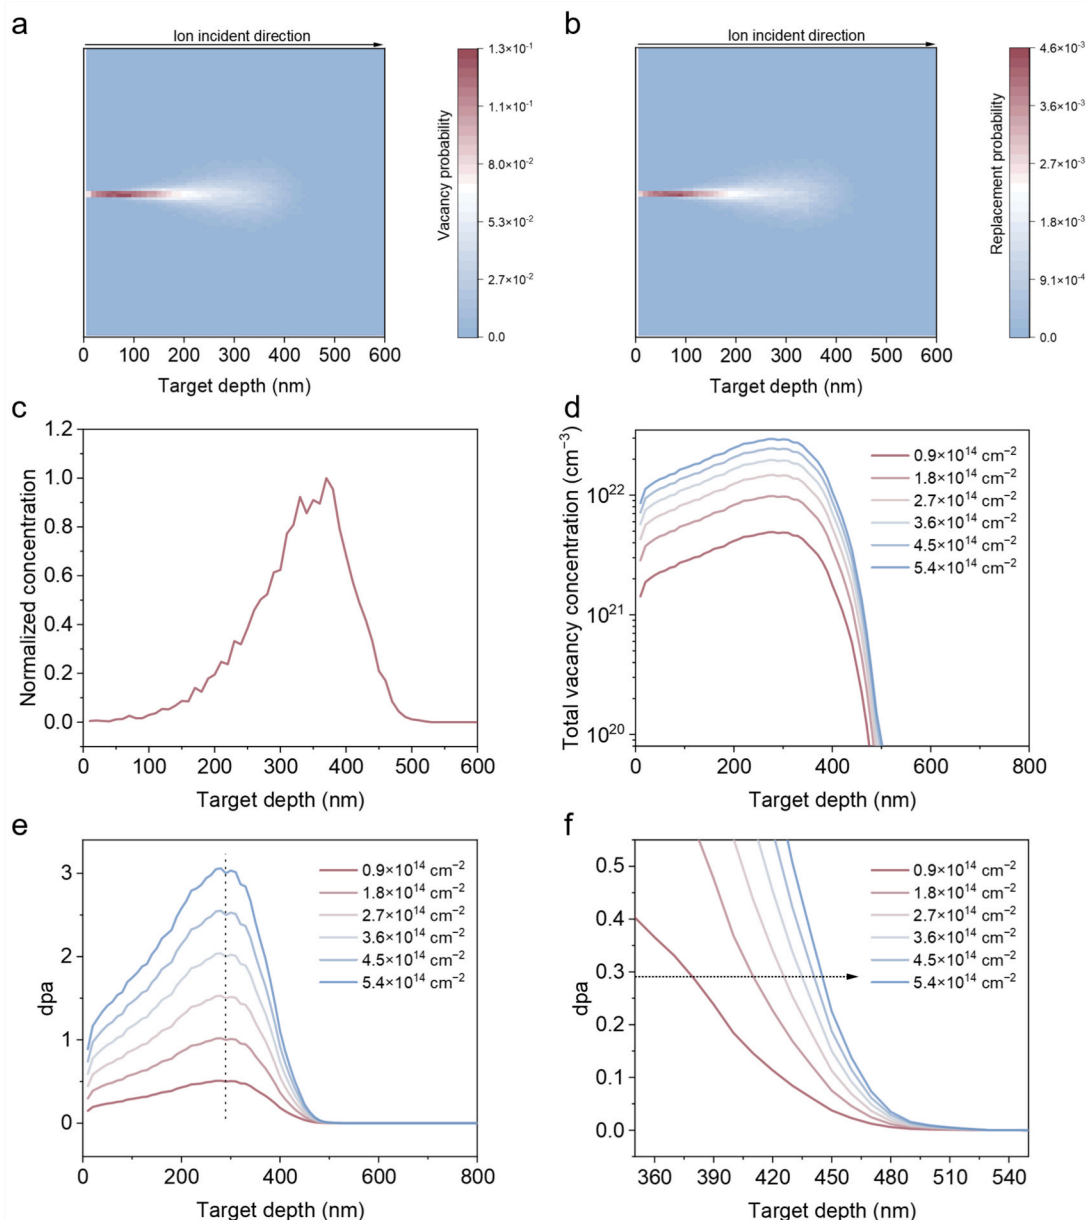 a
Ion incident direction
1.3×10⁻¹
1.1×10⁻¹
8.0×10⁻²
5.3×10⁻²
2.7×10⁻²
0.0
Vacancy probability
0 100 200 300 400 500 600
Target depth (nm)
b
Ion incident direction
4.6×10⁻³
3.6×10⁻³
2.7×10⁻³
1.8×10⁻³
9.1×10⁻⁴
0.0
Replacement probability
0 100 200 300 400 500 600
Target depth (nm)
c
1.2
1.0
0.8
0.6
0.4
0.2
0.0
Normalized concentration
0 100 200 300 400 500 600
Target depth (nm)
d
Total vacancy concentration (cm⁻³)
10²²
10²¹
10²⁰
0.9×10¹⁴ cm⁻²
1.8×10¹⁴ cm⁻²
2.7×10¹⁴ cm⁻²
3.6×10¹⁴ cm⁻²
4.5×10¹⁴ cm⁻²
5.4×10¹⁴ cm⁻²
0 200 400 600 800
Target depth (nm)
e
3
2
1
0
dpa
0.9×10¹⁴ cm⁻²
1.8×10¹⁴ cm⁻²
2.7×10¹⁴ cm⁻²
3.6×10¹⁴ cm⁻²
4.5×10¹⁴ cm⁻²
5.4×10¹⁴ cm⁻²
0 200 400 600 800
Target depth (nm)
f
0.5
0.4
0.3
0.2
0.1
0.0
dpa
0.9×10¹⁴ cm⁻²
1.8×10¹⁴ cm⁻²
2.7×10¹⁴ cm⁻²
3.6×10¹⁴ cm⁻²
4.5×10¹⁴ cm⁻²
5.4×10¹⁴ cm⁻²
360 390 420 450 480 510 540
Target depth (nm)